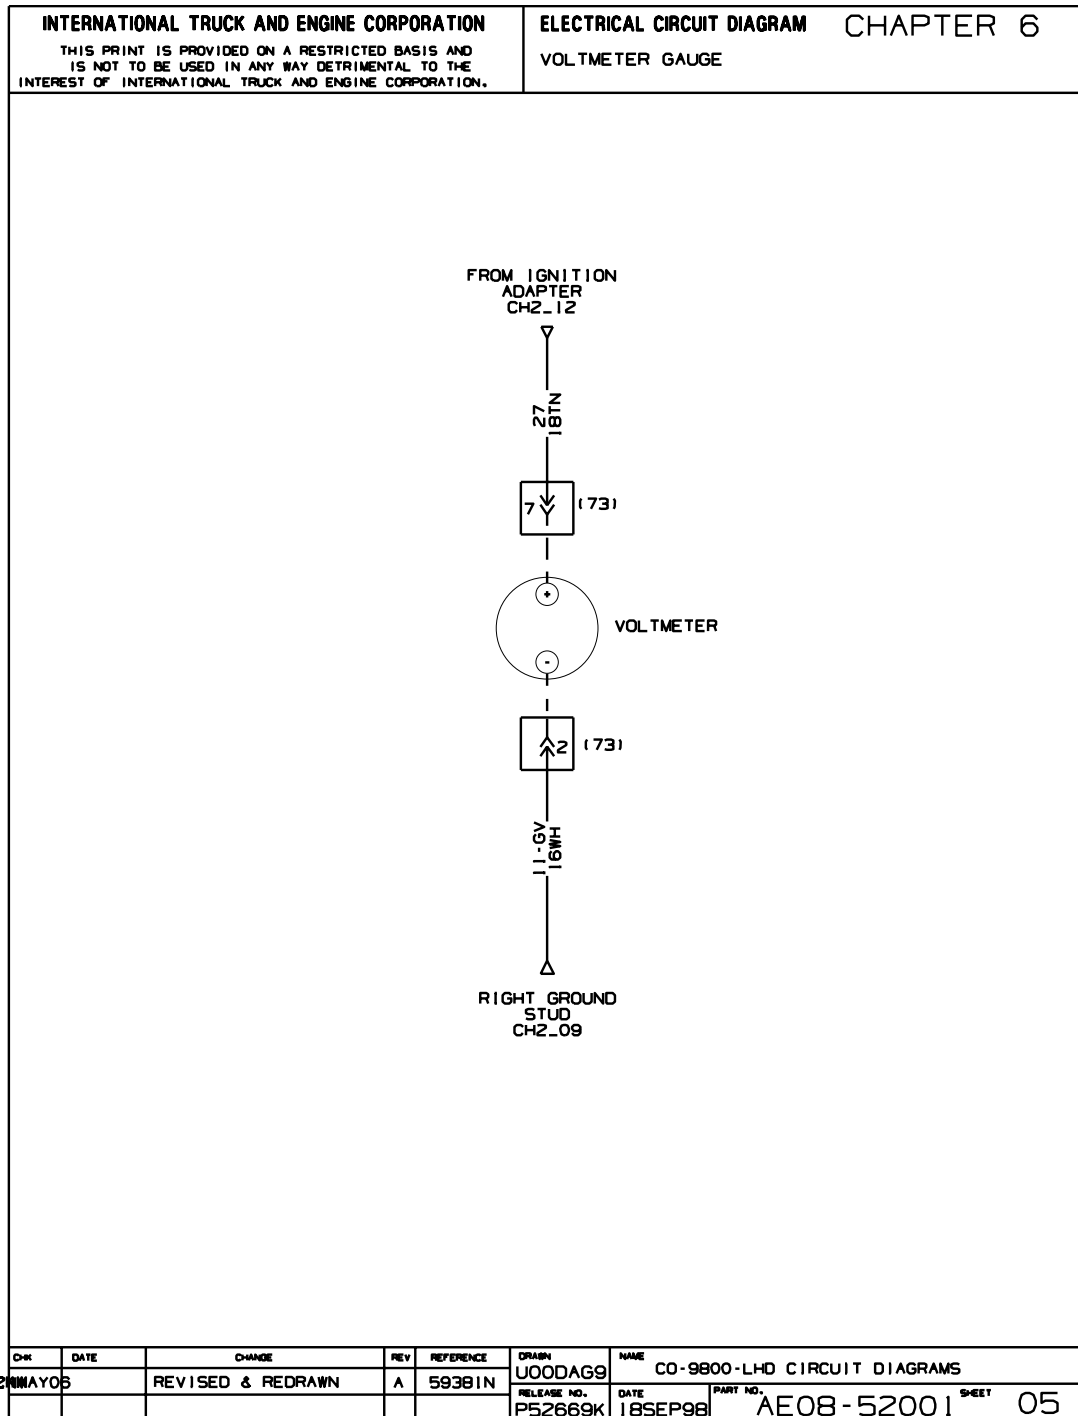 INTERNATIONAL TRUCK AND ENGINE CORPORATION
THIS PRINT IS PROVIDED ON A RESTRICTED BASIS AND
IS NOT TO BE USED IN ANY WAY DETRIMENTAL TO THE
INTEREST OF INTERNATIONAL TRUCK AND ENGINE CORPORATION.
ELECTRICAL CIRCUIT DIAGRAM CHAPTER 6
VOLTMETER GAUGE
FROM IGNITION
ADAPTER
CH2_12
27
18TN
7 (73)
+
VOLTMETER
-
2 (73)
11-GV
16WH
RIGHT GROUND
STUD
CH2_09
CHK DATE CHANGE REV REFERENCE
REVISED & REDRAWN A 59381N
DRAWN
U00DAG9
NAME
CO-9800-LHD CIRCUIT DIAGRAMS
RELEASE NO.
P52669K
DATE
18SEP98
PART NO.
AE08-52001
SHEET
05